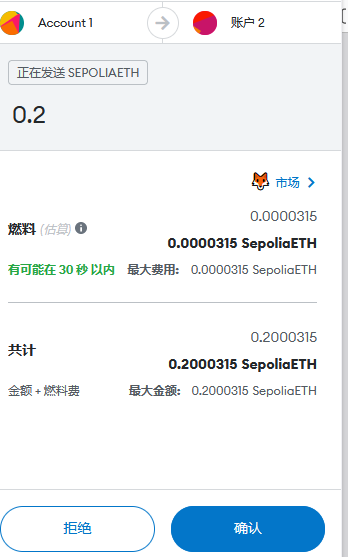 Account 1 账户 2
正在发送 SEPOLIAETH
0.2
市场
0.0000315
燃料 (估算)
0.0000315 SepoliaETH
有可能在 30 秒 以内 最大费用: 0.0000315 SepoliaETH
0.2000315
共计
0.2000315 SepoliaETH
金额 + 燃料费 最大金额: 0.2000315 SepoliaETH
拒绝 确认